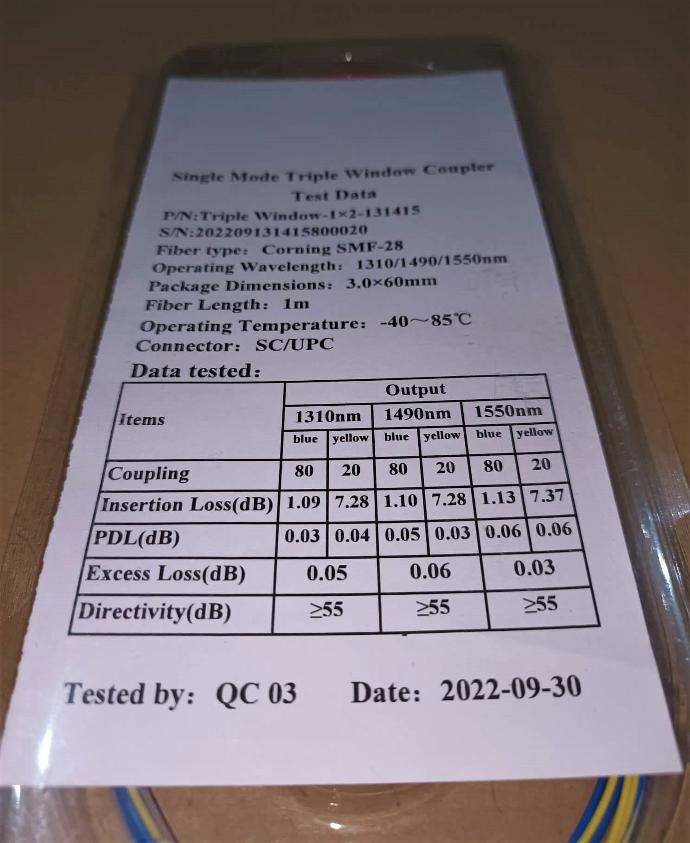 Single Mode Triple Window Coupler
Test Data
P/N:Triple Window-1×2-131415
S/N:202209131415800020
Fiber type: Corning SMF-28
Operating Wavelength: 1310/1490/1550nm
Package Dimensions: 3.0×60mm
Fiber Length: 1m
Operating Temperature: -40~85℃
Connector: SC/UPC
Data tested:
Items Output
1310nm 1490nm 1550nm
blue yellow blue yellow blue yellow
Coupling 80 20 80 20 80 20
Insertion Loss(dB) 1.09 7.28 1.10 7.28 1.13 7.37
PDL(dB) 0.03 0.04 0.05 0.03 0.06 0.06
Excess Loss(dB) 0.05 0.06 0.03
Directivity(dB) ≥55 ≥55 ≥55
Tested by: QC 03 Date: 2022-09-30